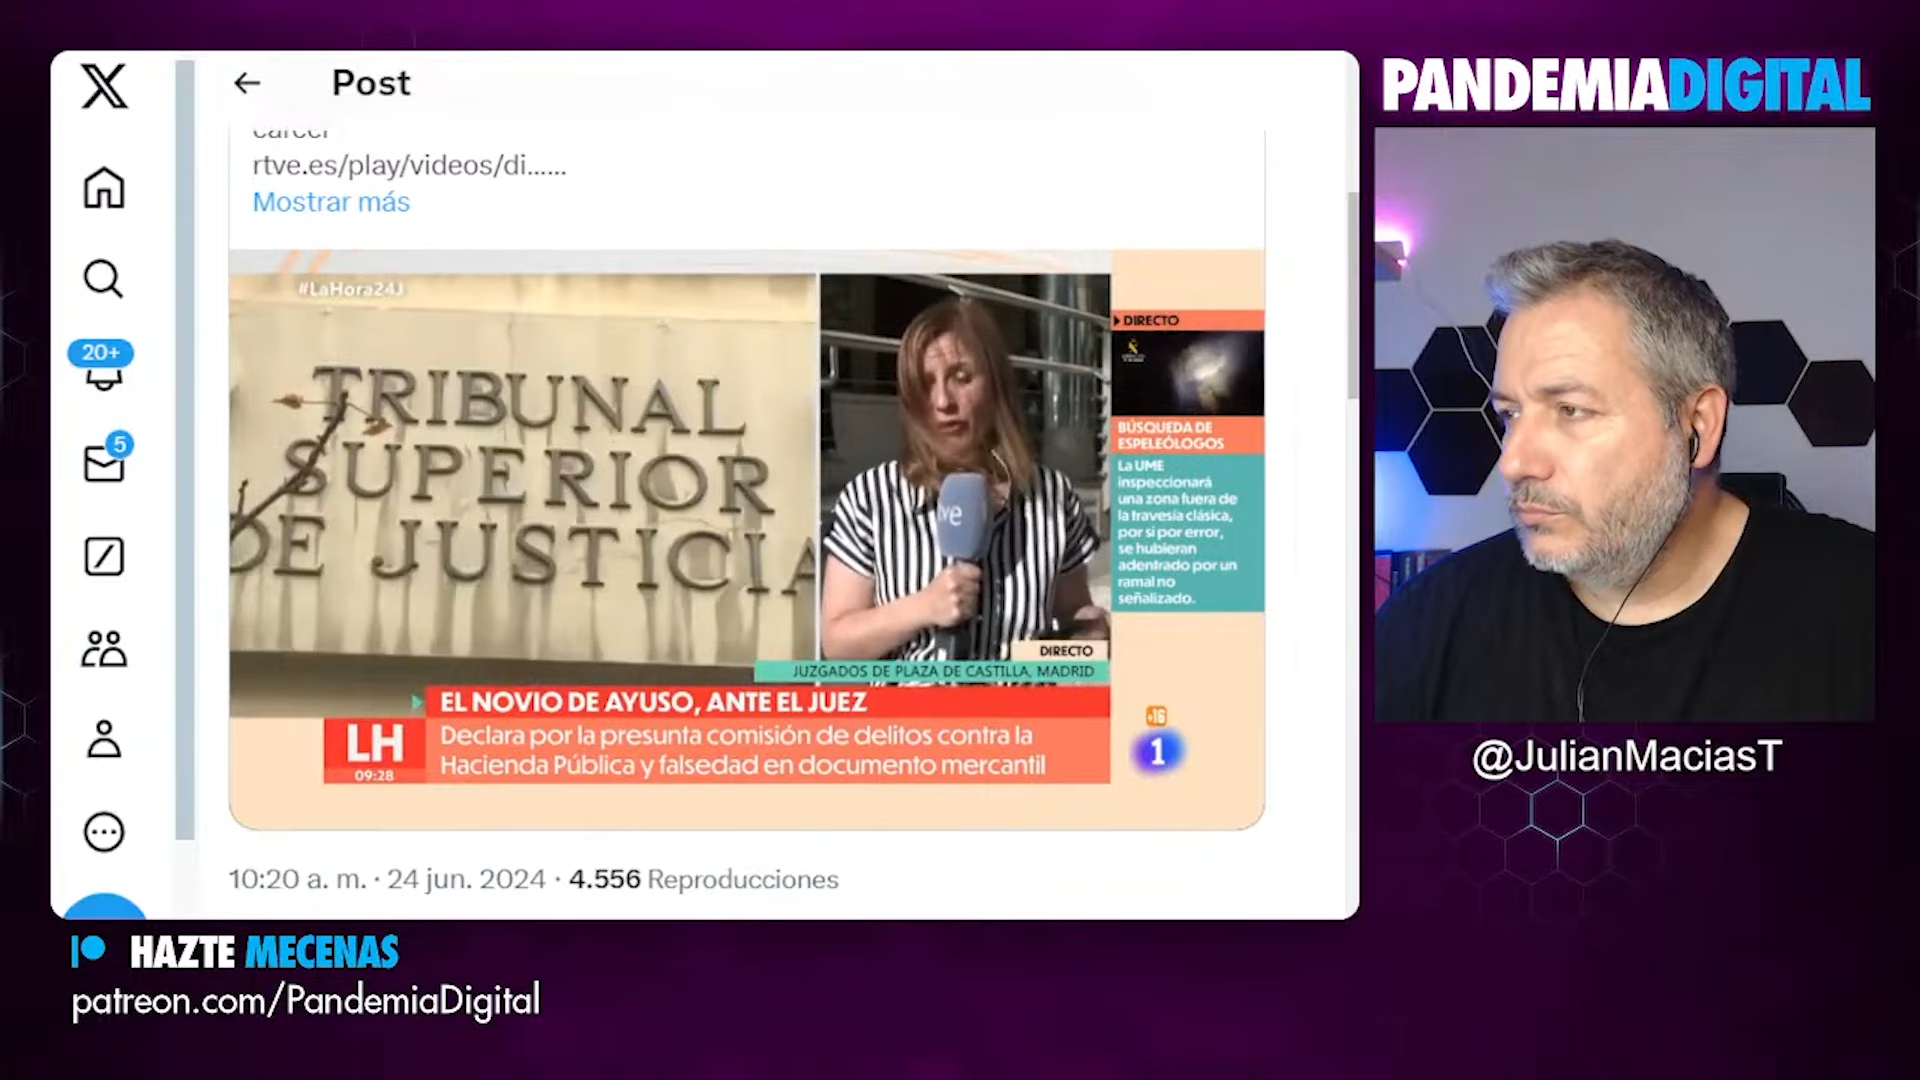 Post
rtve.es/play/videos/di......
Mostrar más
20+
5
#LaHora24J
TRIBUNAL
SUPERIOR
DE JUSTICIA
tve
DIRECTO
BÚSQUEDA DE
ESPELEÓLOGOS
La UME
inspeccionará
una zona fuera de
la travesía clásica,
por si por error,
se hubieran
adentrado por un
ramal no
señalizado.
DIRECTO
JUZGADOS DE PLAZA DE CASTILLA, MADRID
EL NOVIO DE AYUSO, ANTE EL JUEZ
LH
09:28
Declara por la presunta comisión de delitos contra la
Hacienda Pública y falsedad en documento mercantil
+16
1
10:20 a. m. · 24 jun. 2024 · 4.556 Reproducciones
PANDEMIADIGITAL
@JulianMaciasT
HAZTE MECENAS
patreon.com/PandemiaDigital